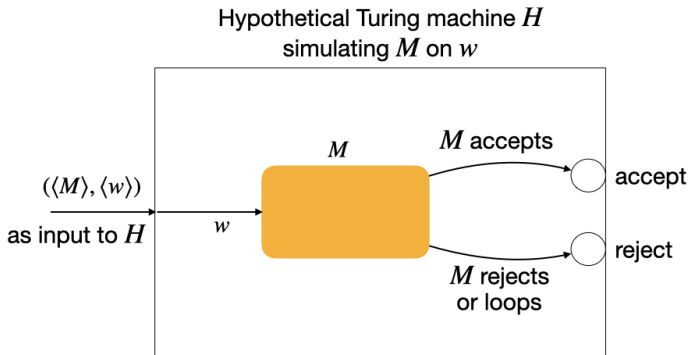 Hypothetical Turing machine H
simulating M on w
M
M accepts
(⟨M⟩, ⟨w⟩)
accept
w
as input to H
reject
M rejects
or loops